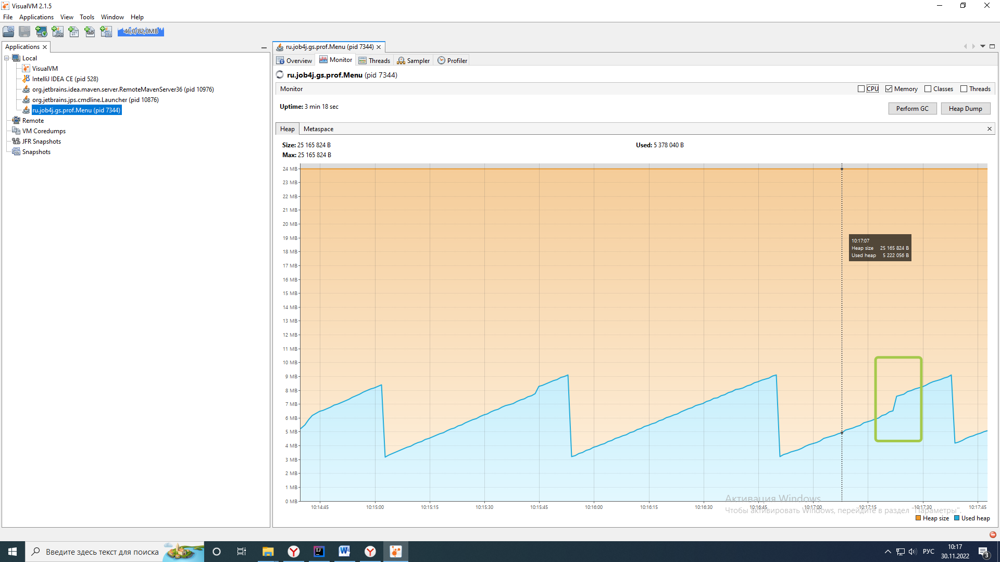 VisualVM 2.1.5
File Applications View Tools Window Help
46,0/82,0MB
Applications
Local
VisualVM
IntelliJ IDEA CE (pid 528)
org.jetbrains.idea.maven.server.RemoteMavenServer36 (pid 10976)
org.jetbrains.jps.cmdline.Launcher (pid 10876)
ru.job4j.gs.prof.Menu (pid 7344)
Remote
VM Coredumps
JFR Snapshots
Snapshots
ru.job4j.gs.prof.Menu (pid 7344)
Overview Monitor Threads Sampler Profiler
ru.job4j.gs.prof.Menu (pid 7344)
Monitor
CPU Memory Classes Threads
Uptime: 3 min 18 sec
Perform GC Heap Dump
Heap Metaspace
Size: 25 165 824 B
Used: 5 378 040 B
Max: 25 165 824 B
24 MB
23 MB
22 MB
21 MB
20 MB
19 MB
18 MB
17 MB
16 MB
15 MB
14 MB
13 MB
12 MB
11 MB
10 MB
9 MB
8 MB
7 MB
6 MB
5 MB
4 MB
3 MB
2 MB
1 MB
0 MB
10:17:07
Heap size 25 165 824 B
Used heap 5 222 056 B
10:14:45 10:15:00 10:15:15 10:15:30 10:15:45 10:16:00 10:16:15 10:16:30 10:16:45 10:17:00 10:17:15 10:17:30 10:17:45
Активация Windows
Чтобы активировать Windows, перейдите в раздел "Параметры".
Heap size Used heap
Введите здесь текст для поиска
РУС
10:17
30.11.2022
3